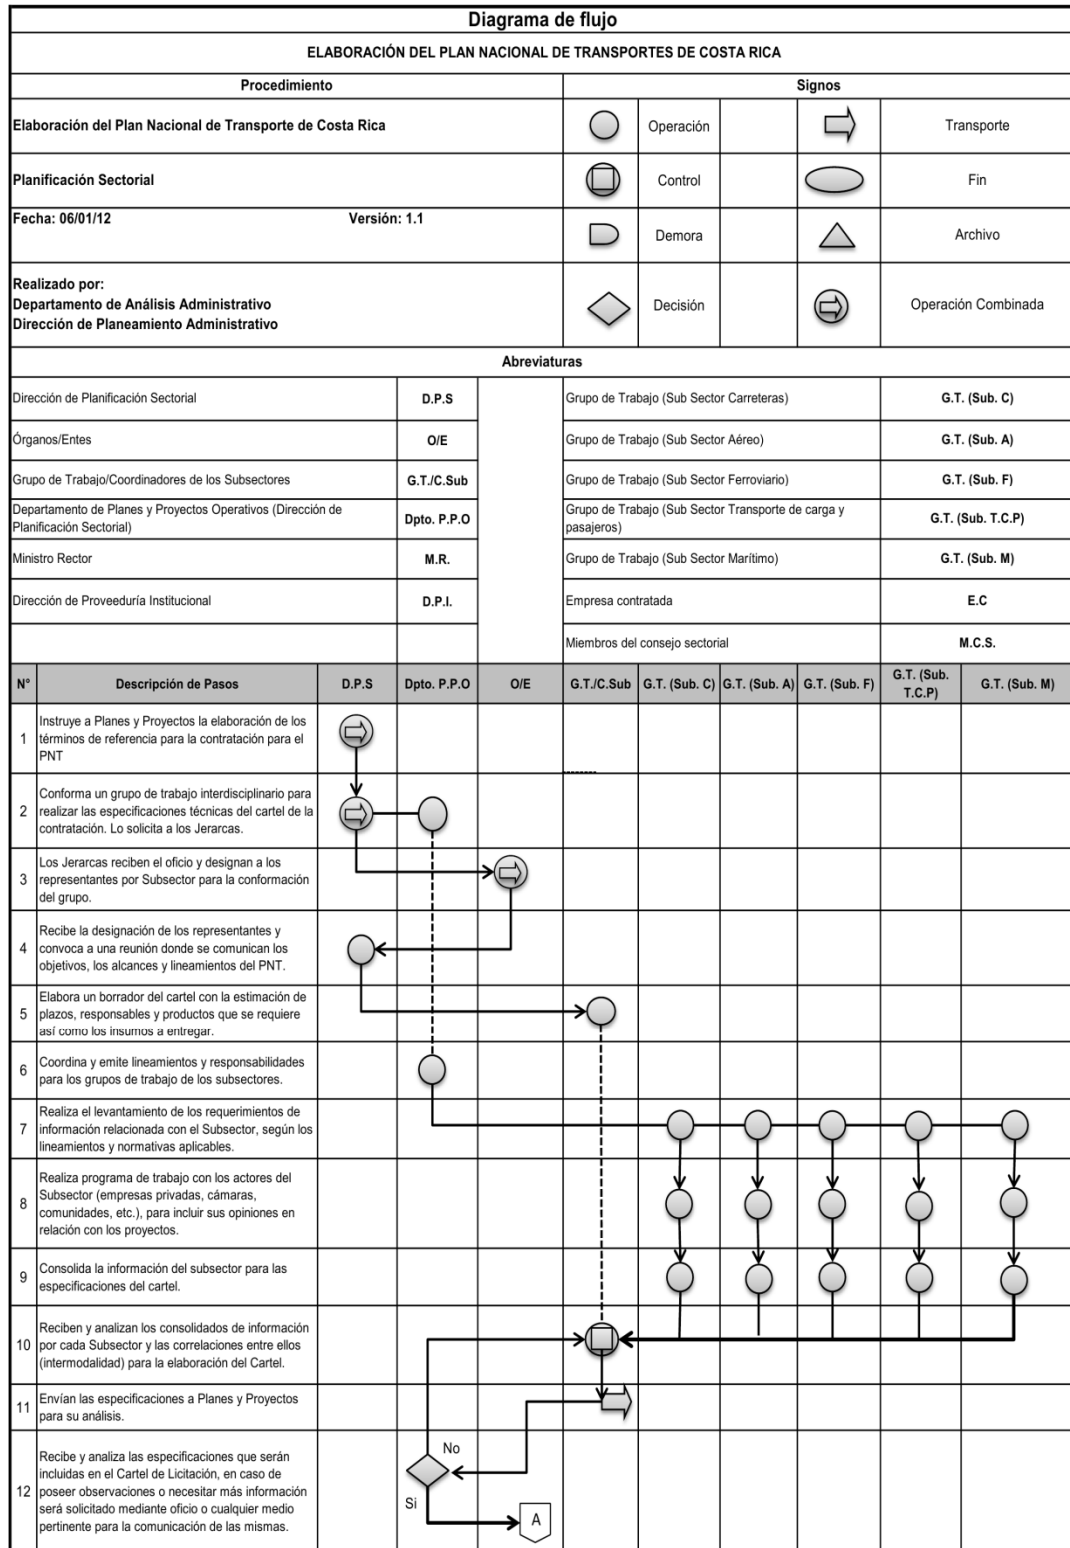 Diagrama de flujo
ELABORACIÓN DEL PLAN NACIONAL DE TRANSPORTES DE COSTA RICA
Procedimiento
Signos
Elaboración del Plan Nacional de Transporte de Costa Rica
Operación
Transporte
Planificación Sectorial
Control
Fin
Fecha: 06/01/12
Versión: 1.1
Demora
Archivo
Realizado por:
Departamento de Análisis Administrativo
Dirección de Planeamiento Administrativo
Decisión
Operación Combinada
Abreviaturas
Dirección de Planificación Sectorial
D.P.S
Grupo de Trabajo (Sub Sector Carreteras)
G.T. (Sub. C)
Órganos/Entes
O/E
Grupo de Trabajo (Sub Sector Aéreo)
G.T. (Sub. A)
Grupo de Trabajo/Coordinadores de los Subsectores
G.T./C.Sub
Grupo de Trabajo (Sub Sector Ferroviario)
G.T. (Sub. F)
Departamento de Planes y Proyectos Operativos (Dirección de
Planificación Sectorial)
Dpto. P.P.O
Grupo de Trabajo (Sub Sector Transporte de carga y
pasajeros)
G.T. (Sub. T.C.P)
Ministro Rector
M.R.
Grupo de Trabajo (Sub Sector Marítimo)
G.T. (Sub. M)
Dirección de Proveeduría Institucional
D.P.I.
Empresa contratada
E.C
Miembros del consejo sectorial
M.C.S.
N°
Descripción de Pasos
D.P.S
Dpto. P.P.O
O/E
G.T./C.Sub
G.T. (Sub. C)
G.T. (Sub. A)
G.T. (Sub. F)
G.T. (Sub.
T.C.P)
G.T. (Sub. M)
1
Instruye a Planes y Proyectos la elaboración de los
términos de referencia para la contratación para el
PNT
2
Conforma un grupo de trabajo interdisciplinario para
realizar las especificaciones técnicas del cartel de la
contratación. Lo solicita a los Jerarcas.
3
Los Jerarcas reciben el oficio y designan a los
representantes por Subsector para la conformación
del grupo.
4
Recibe la designación de los representantes y
convoca a una reunión donde se comunican los
objetivos, los alcances y lineamientos del PNT.
5
Elabora un borrador del cartel con la estimación de
plazos, responsables y productos que se requiere
así como los insumos a entregar.
6
Coordina y emite lineamientos y responsabilidades
para los grupos de trabajo de los subsectores.
7
Realiza el levantamiento de los requerimientos de
información relacionada con el Subsector, según los
lineamientos y normativas aplicables.
8
Realiza programa de trabajo con los actores del
Subsector (empresas privadas, cámaras,
comunidades, etc.), para incluir sus opiniones en
relación con los proyectos.
9
Consolida la información del subsector para las
especificaciones del cartel.
10
Reciben y analizan los consolidados de información
por cada Subsector y las correlaciones entre ellos
(intermodalidad) para la elaboración del Cartel.
11
Envían las especificaciones a Planes y Proyectos
para su análisis.
12
Recibe y analiza las especificaciones que serán
incluidas en el Cartel de Licitación, en caso de
poseer observaciones o necesitar más información
será solicitado mediante oficio o cualquier medio
pertinente para la comunicación de las mismas.
No
Si
A